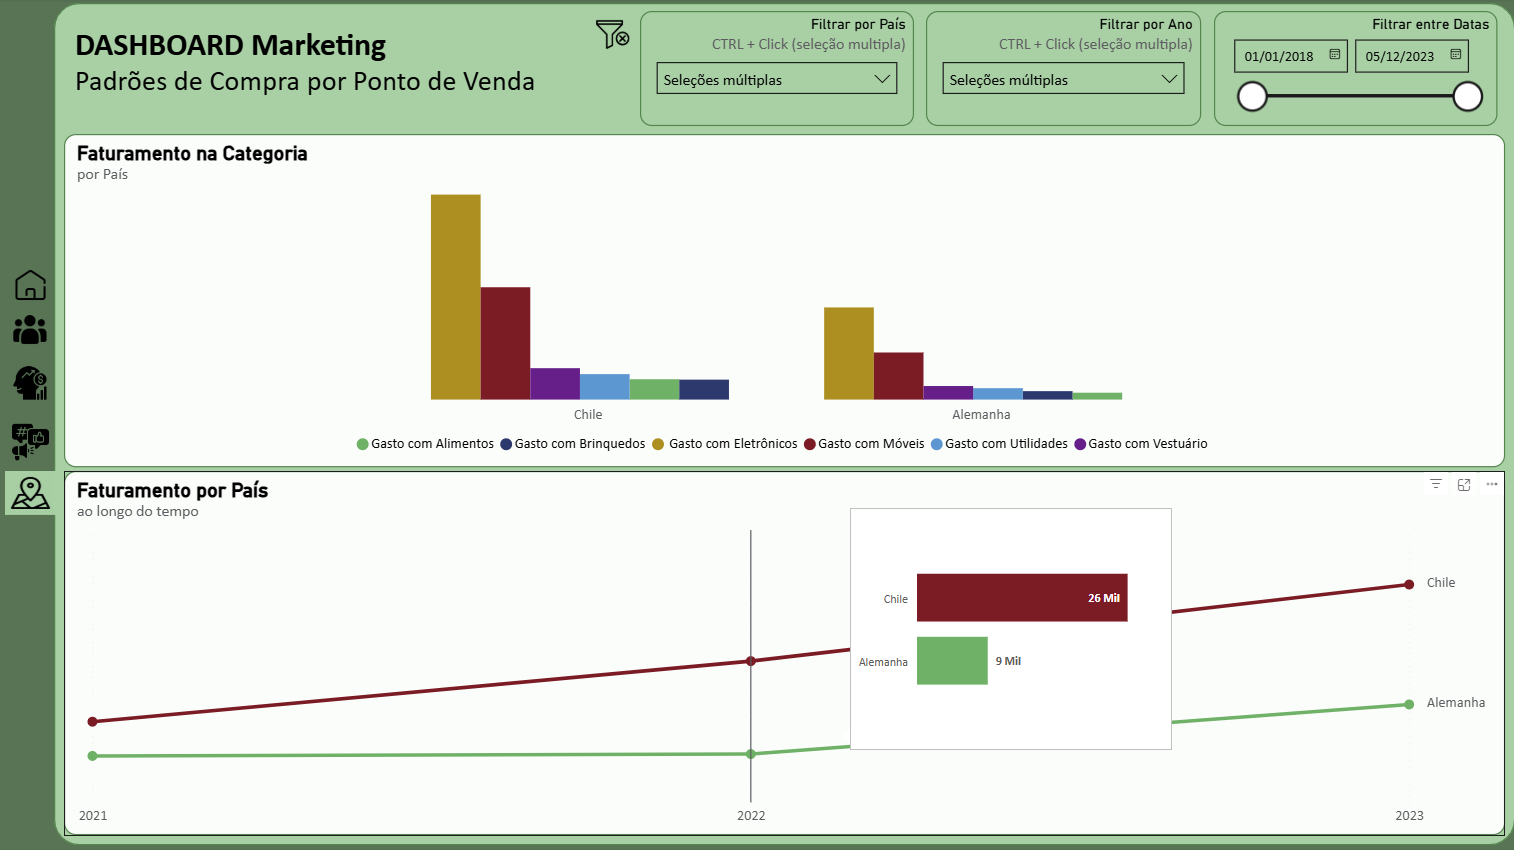 DASHBOARD Marketing
Padrões de Compra por Ponto de Venda
Filtrar por País
CTRL + Click (seleção multipla)
Seleções múltiplas
Filtrar por Ano
CTRL + Click (seleção multipla)
Seleções múltiplas
Filtrar entre Datas
01/01/2018
05/12/2023
Faturamento na Categoria
por País
Chile
Alemanha
Gasto com Alimentos
Gasto com Brinquedos
Gasto com Eletrônicos
Gasto com Móveis
Gasto com Utilidades
Gasto com Vestuário
Faturamento por País
ao longo do tempo
Chile
26 Mil
Alemanha
9 Mil
Chile
Alemanha
2021
2022
2023